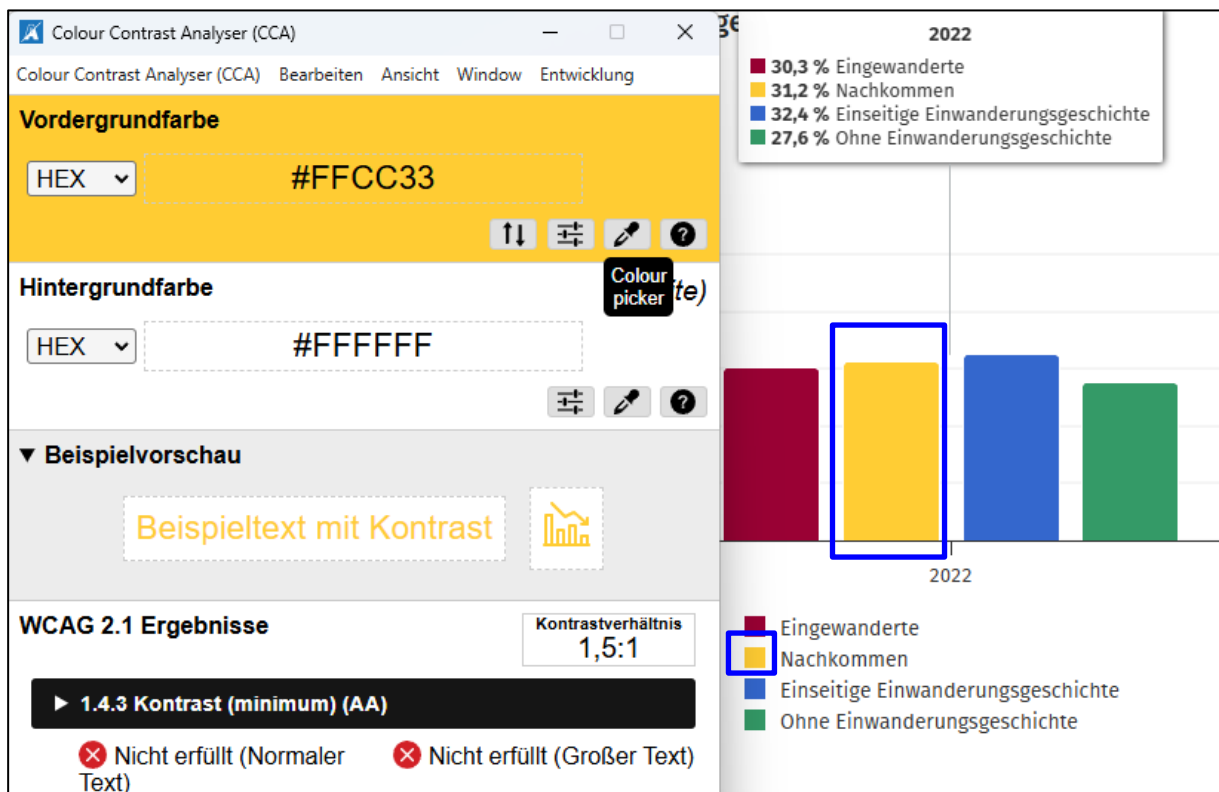 Colour Contrast Analyser (CCA)
Colour Contrast Analyser (CCA) Bearbeiten Ansicht Window Entwicklung
Vordergrundfarbe
HEX
#FFCC33
Colour
picker
Hintergrundfarbe
te)
HEX
#FFFFFF
Beispielvorschau
Beispieltext mit Kontrast
WCAG 2.1 Ergebnisse
Kontrastverhältnis
1,5:1
1.4.3 Kontrast (minimum) (AA)
Nicht erfüllt (Normaler
Text)
Nicht erfüllt (Großer Text)
ge
2022
30,3 % Eingewanderte
31,2 % Nachkommen
32,4 % Einseitige Einwanderungsgeschichte
27,6 % Ohne Einwanderungsgeschichte
2022
Eingewanderte
Nachkommen
Einseitige Einwanderungsgeschichte
Ohne Einwanderungsgeschichte